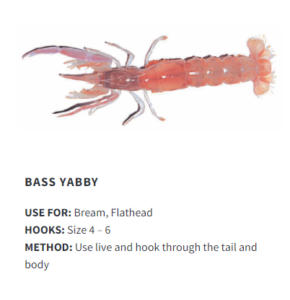 BASS YABBY
USE FOR: Bream, Flathead
HOOKS: Size 4 – 6
METHOD: Use live and hook through the tail and
body